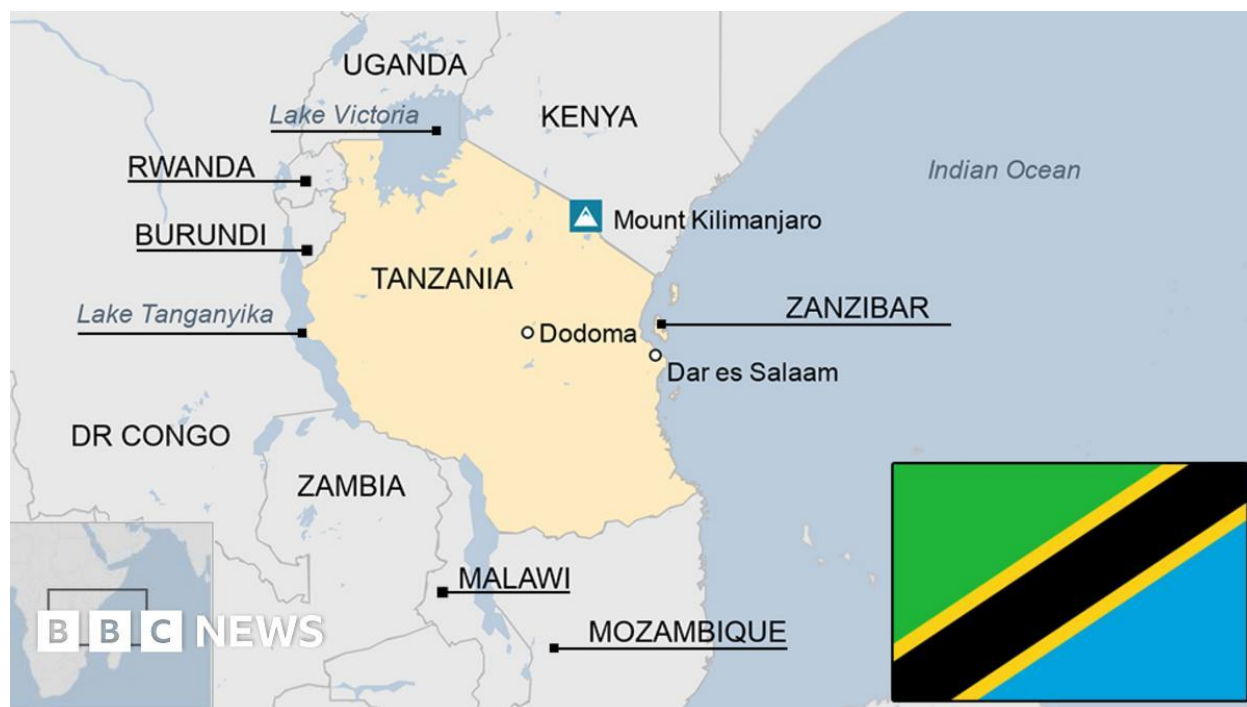 UGANDA
Lake Victoria
KENYA
RWANDA
Indian Ocean
Mount Kilimanjaro
BURUNDI
TANZANIA
ZANZIBAR
Lake Tanganyika
Dodoma
Dar es Salaam
DR CONGO
ZAMBIA
MALAWI
BBC NEWS
MOZAMBIQUE